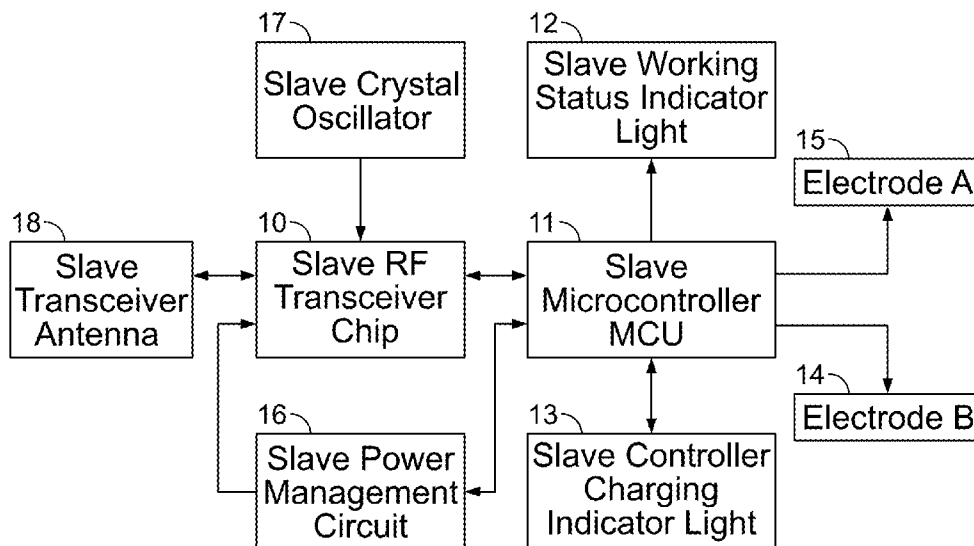 17
Slave Crystal
Oscillator
12
Slave Working
Status Indicator
Light
15
Electrode A
18
Slave
Transceiver
Antenna
10
Slave RF
Transceiver
Chip
11
Slave
Microcontroller
MCU
14
Electrode B
16
Slave Power
Management
Circuit
13
Slave Controller
Charging
Indicator Light